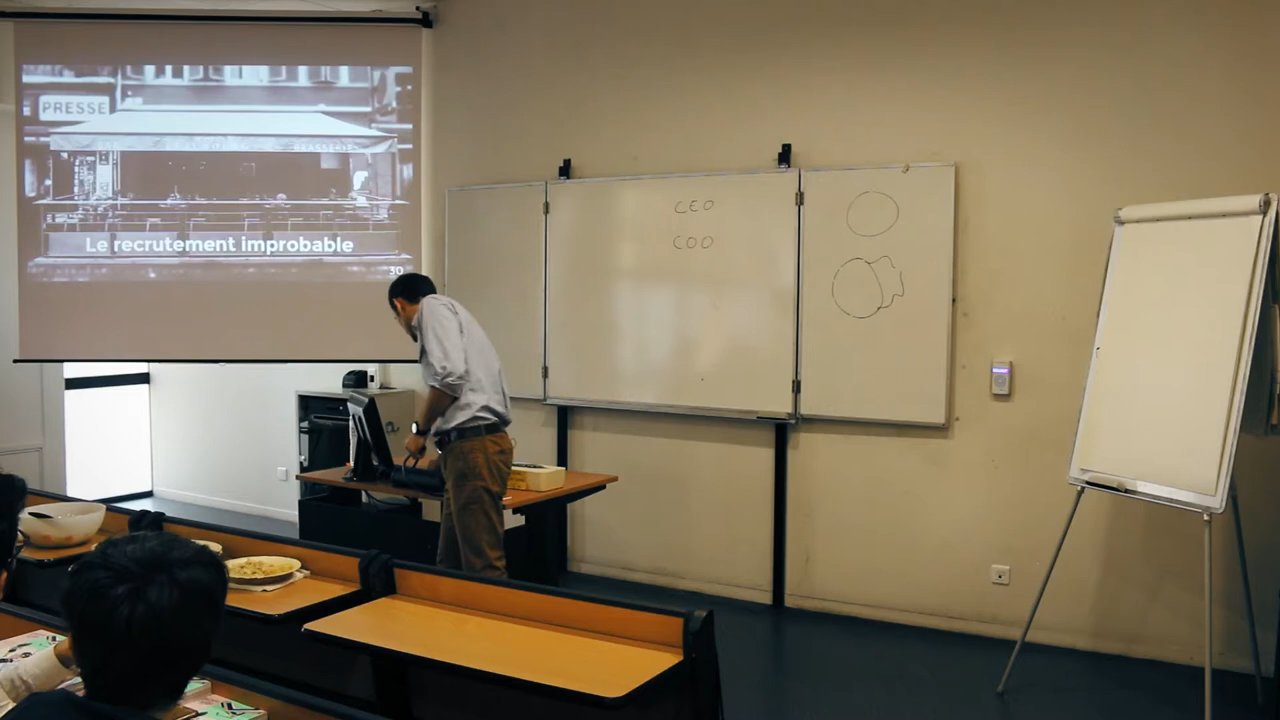 PRESSE
BRASSERIE
Le recrutement improbable
30
CEO
COO